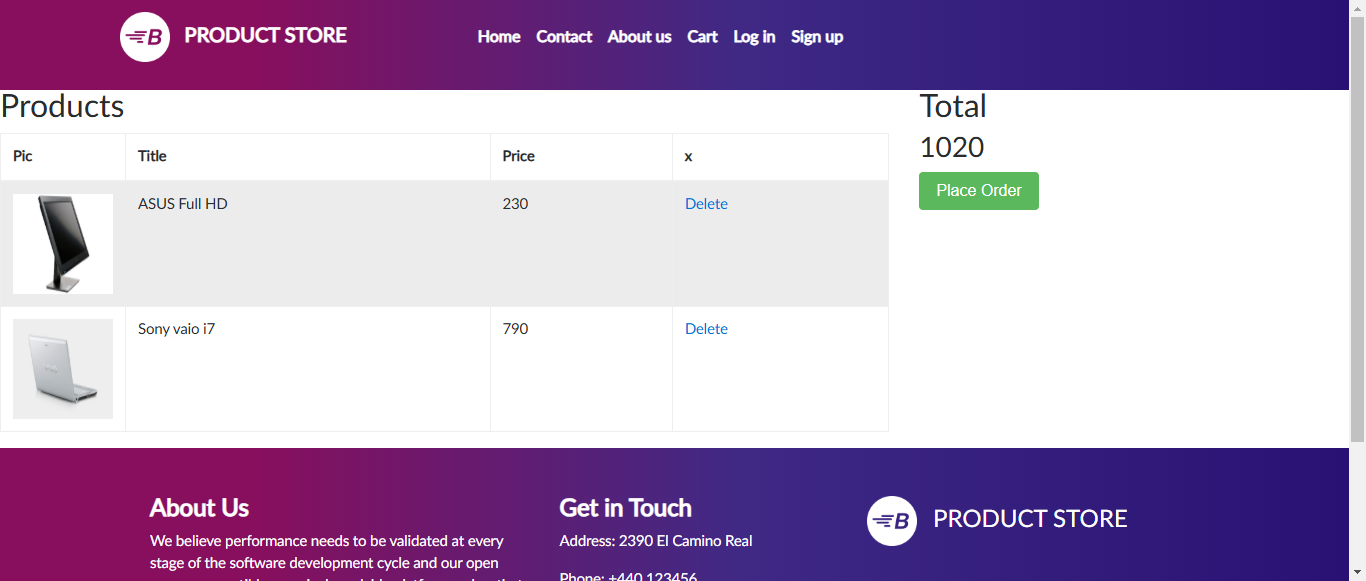 B PRODUCT STORE
Home Contact About us Cart Log in Sign up
Products
Pic Title Price x
ASUS Full HD 230 Delete
Sony vaio i7 790 Delete
Total
1020
Place Order
About Us
We believe performance needs to be validated at every
stage of the software development cycle and our open
Get in Touch
Address: 2390 El Camino Real
Phone: +440 123456
B PRODUCT STORE